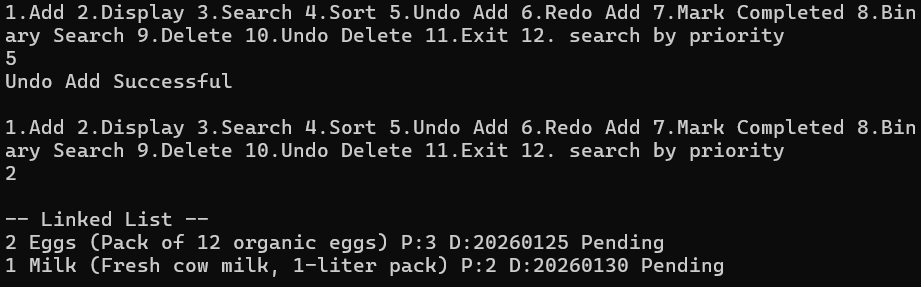 1.Add 2.Display 3.Search 4.Sort 5.Undo Add 6.Redo Add 7.Mark Completed 8.Bin
ary Search 9.Delete 10.Undo Delete 11.Exit 12. search by priority
5
Undo Add Successful
1.Add 2.Display 3.Search 4.Sort 5.Undo Add 6.Redo Add 7.Mark Completed 8.Bin
ary Search 9.Delete 10.Undo Delete 11.Exit 12. search by priority
2
-- Linked List --
2 Eggs (Pack of 12 organic eggs) P:3 D:20260125 Pending
1 Milk (Fresh cow milk, 1-liter pack) P:2 D:20260130 Pending